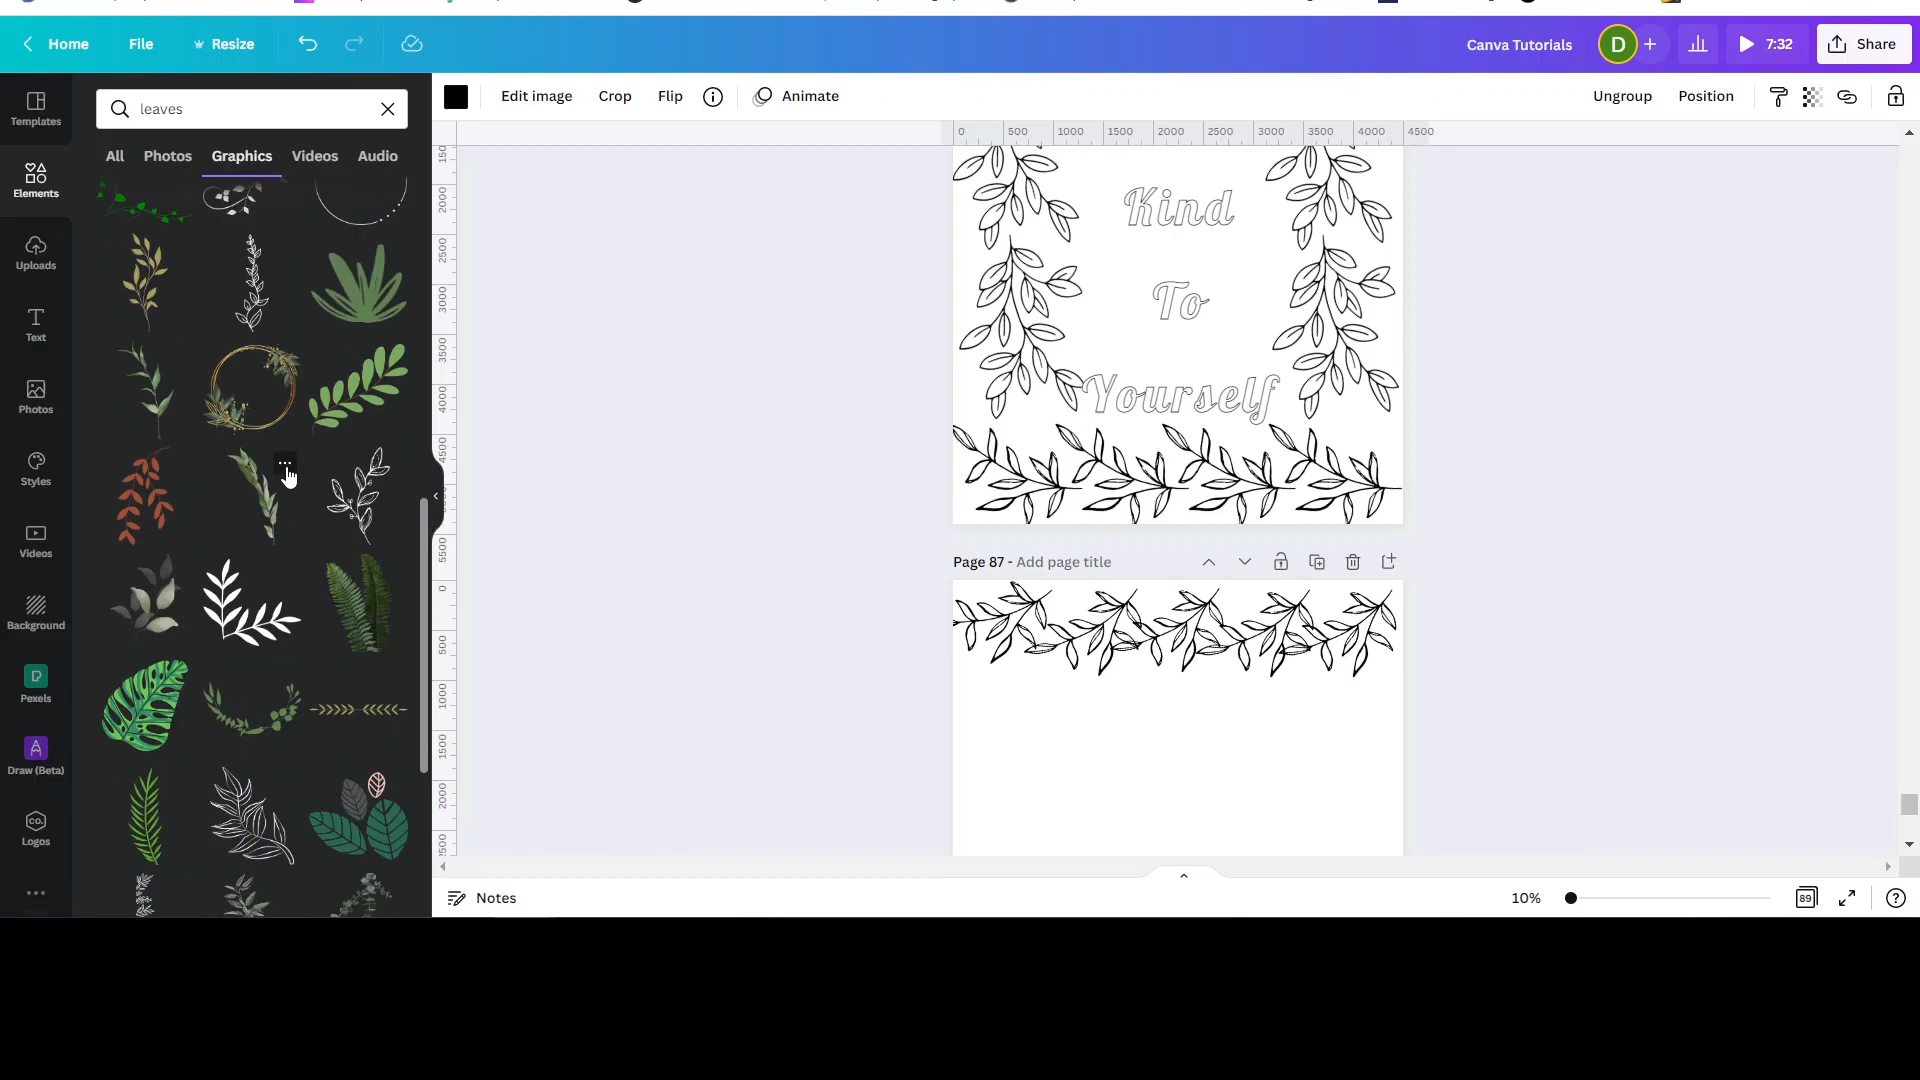 Home File Resize Canva Tutorials D 7:32 Share
leaves
Edit image Crop Flip Animate Ungroup Position
All Photos Graphics Videos Audio
Templates
Elements
Uploads
Text
Photos
Styles
Videos
Background
Pexels
Draw (Beta)
CO.
Logos
0 500 1000 1500 2000 2500 3000 3500 4000 4500
Kind
To
Yourself
Page 87 - Add page title
Notes 10% 89